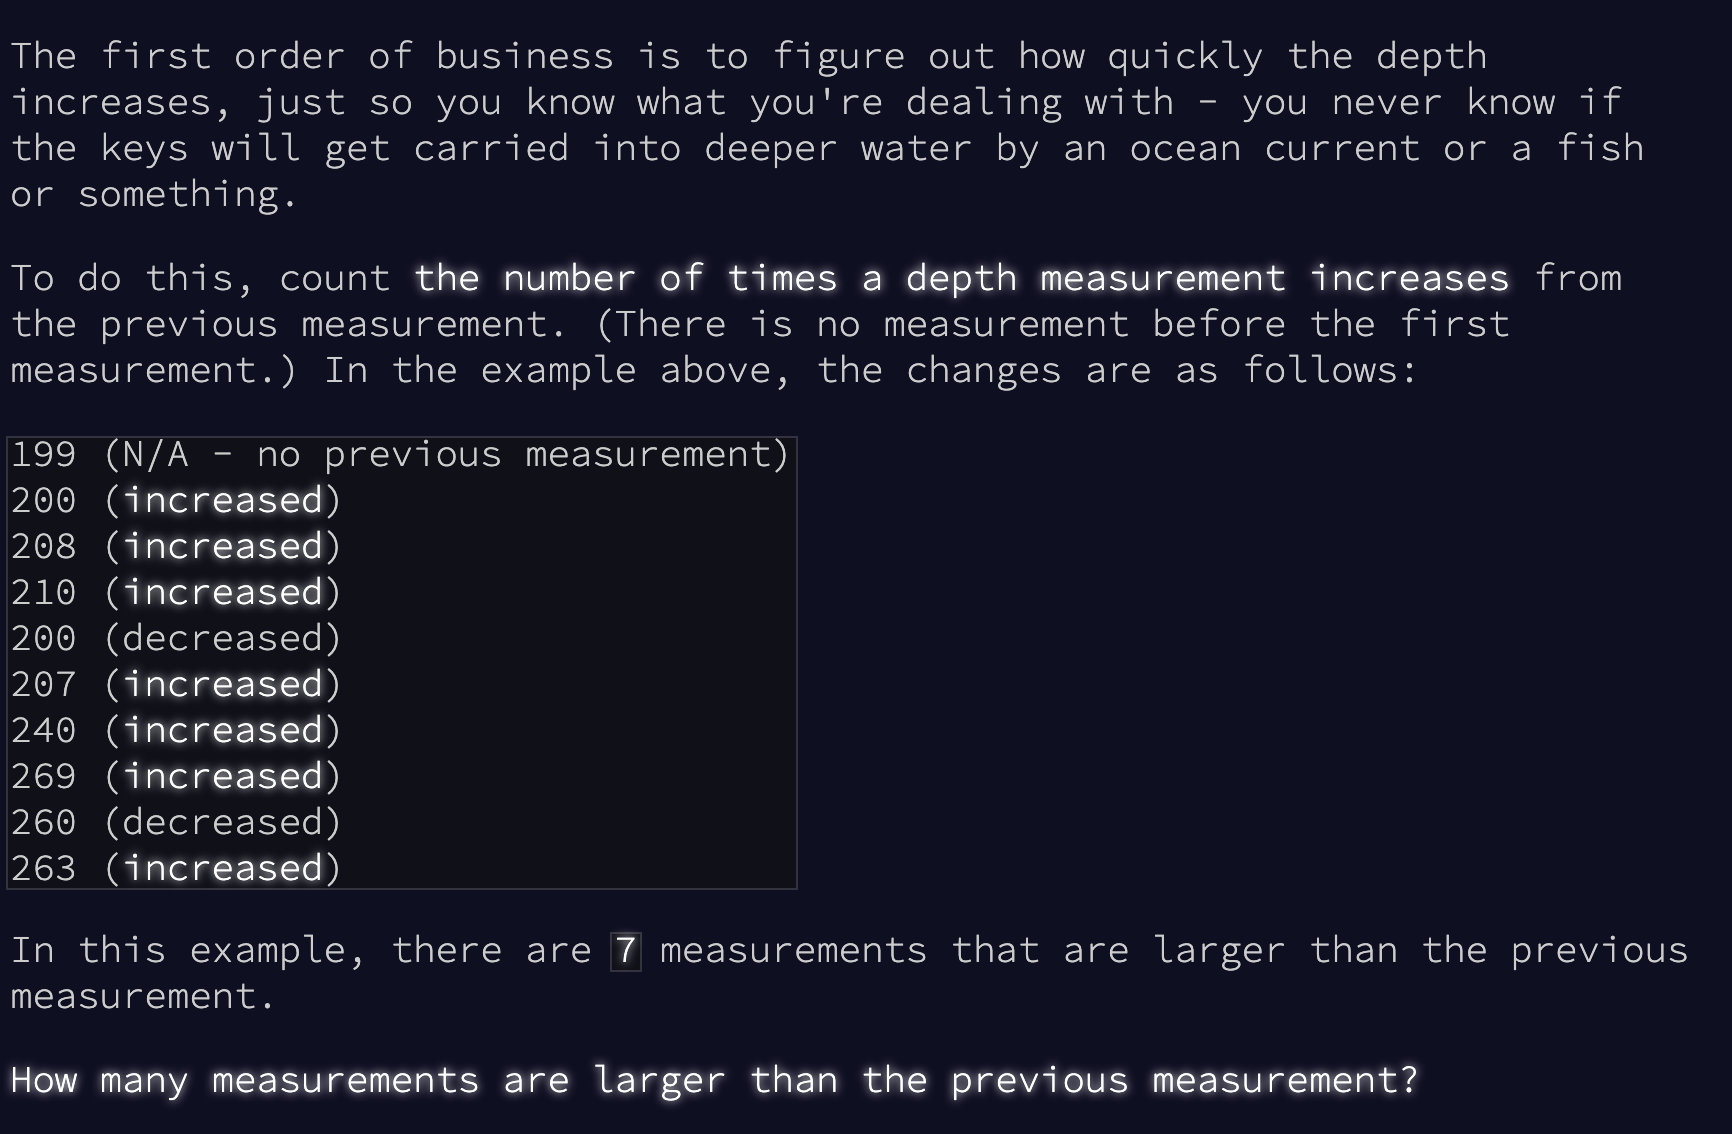 The first order of business is to figure out how quickly the depth
increases, just so you know what you're dealing with - you never know if
the keys will get carried into deeper water by an ocean current or a fish
or something.
To do this, count the number of times a depth measurement increases from
the previous measurement. (There is no measurement before the first
measurement.) In the example above, the changes are as follows:
199 (N/A - no previous measurement)
200 (increased)
208 (increased)
210 (increased)
200 (decreased)
207 (increased)
240 (increased)
269 (increased)
260 (decreased)
263 (increased)
In this example, there are 7 measurements that are larger than the previous
measurement.
How many measurements are larger than the previous measurement?